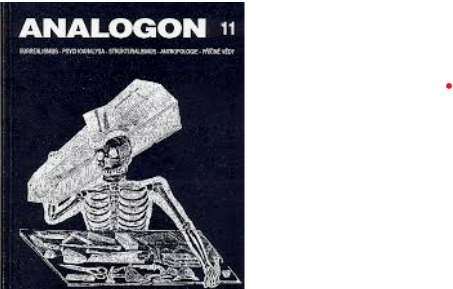 ANALOGON 11
SURREALISMUS - PSYCHOANALÝZA - STRUKTURALISMUS - ANTROPOLOGIE - PŘÍČNÉ VĚDY